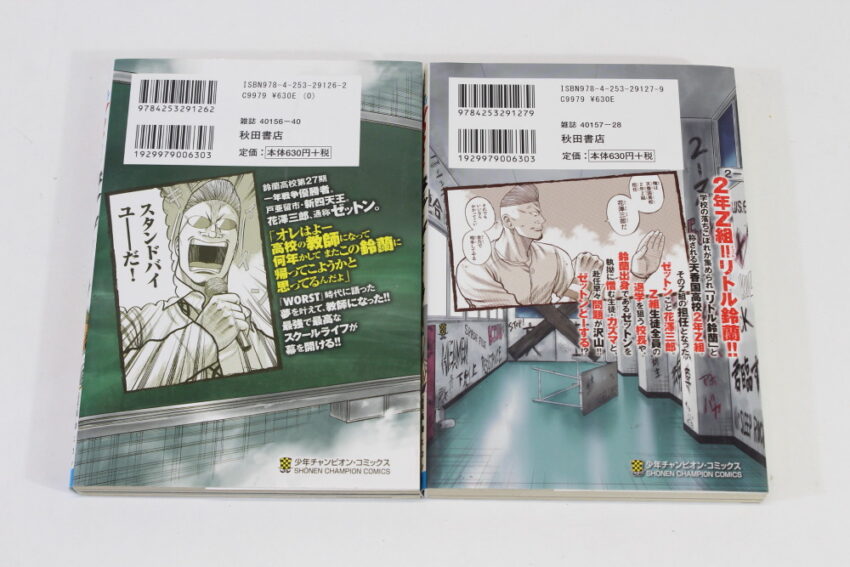 ISBN978-4-253-29126-2
C9979 ¥630E (0)
9784253291262
雑誌 40156-40
秋田書店
1929979006303
定価:本体630円+税
鈴蘭高校第27期
一年戦争優勝者。
戸亜留市・新四天王。
花澤三郎、通称ゼットン。
「オレはよー
高校の教師になって
何年かして またこの鈴蘭に
帰ってこようかと
思ってるんだよ」
『WORST』時代に語った
夢を叶えて、教師になった!!
最強で最高な
スクールライフが
幕を開ける!!
スタンドバイ
ユーだ!
少年チャンピオン・コミックス
SHONEN CHAMPION COMICS
ISBN978-4-253-29127-9
C9979 ¥630E
9784253291279
雑誌 40157-28
秋田書店
1929979006303
定価:本体630円+税
2
2年Z組!!リトル鈴蘭!!
学校の落ちこぼれが集められ「リトル鈴蘭」と
称される天香国高校2年Z組
そのZ組の担任となった
ゼットンこと花澤三郎
Z組生徒全員の
退学を狙う校長や、
鈴蘭出身であるゼットンを
執拗に憎む生徒・カズマと、
赴任早々問題が沢山!!
ゼットンどーする!?
花澤三郎だ
少年チャンピオン・コミックス
SHONEN CHAMPION COMICS